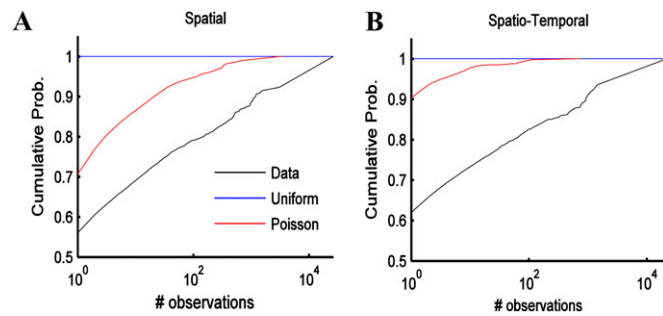 A
Spatial
Cumulative Prob.
1
0.9
0.8
0.7
0.6
0.5
Data
Uniform
Poisson
10^0
10^2
10^4
# observations
B
Spatio-Temporal
Cumulative Prob.
1
0.9
0.8
0.7
0.6
0.5
10^0
10^2
10^4
# observations